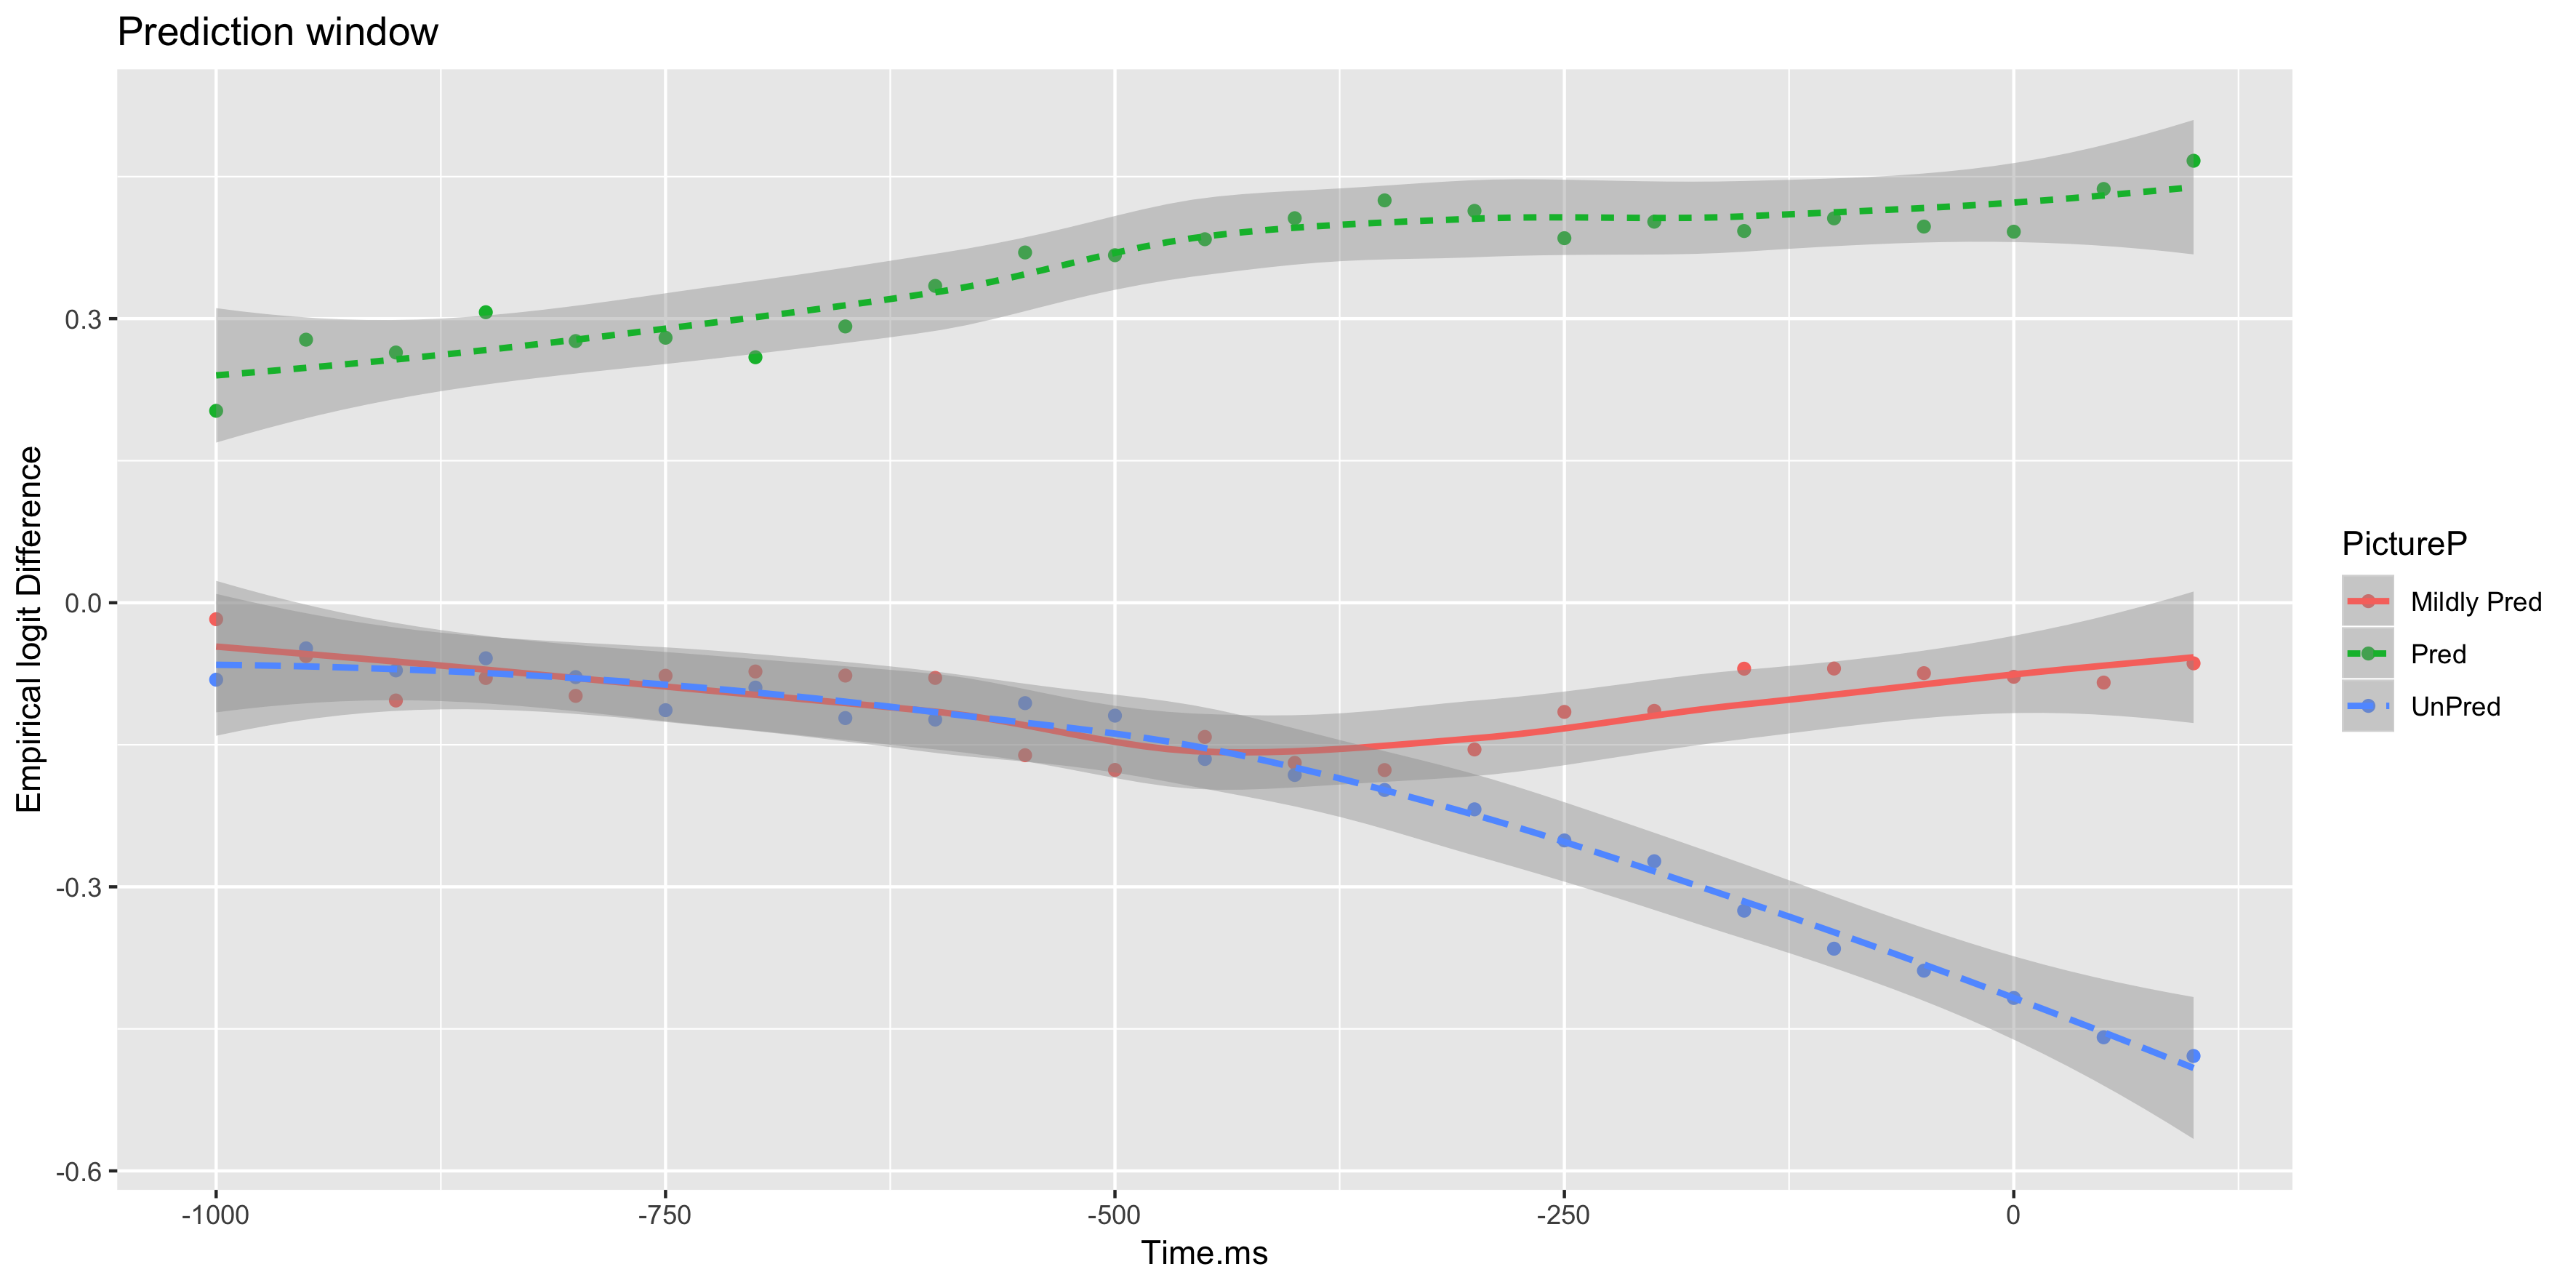 Prediction window
Empirical logit Difference
0.3
0.0
-0.3
-0.6
-1000
-750
-500
-250
0
Time.ms
PictureP
Mildly Pred
Pred
UnPred